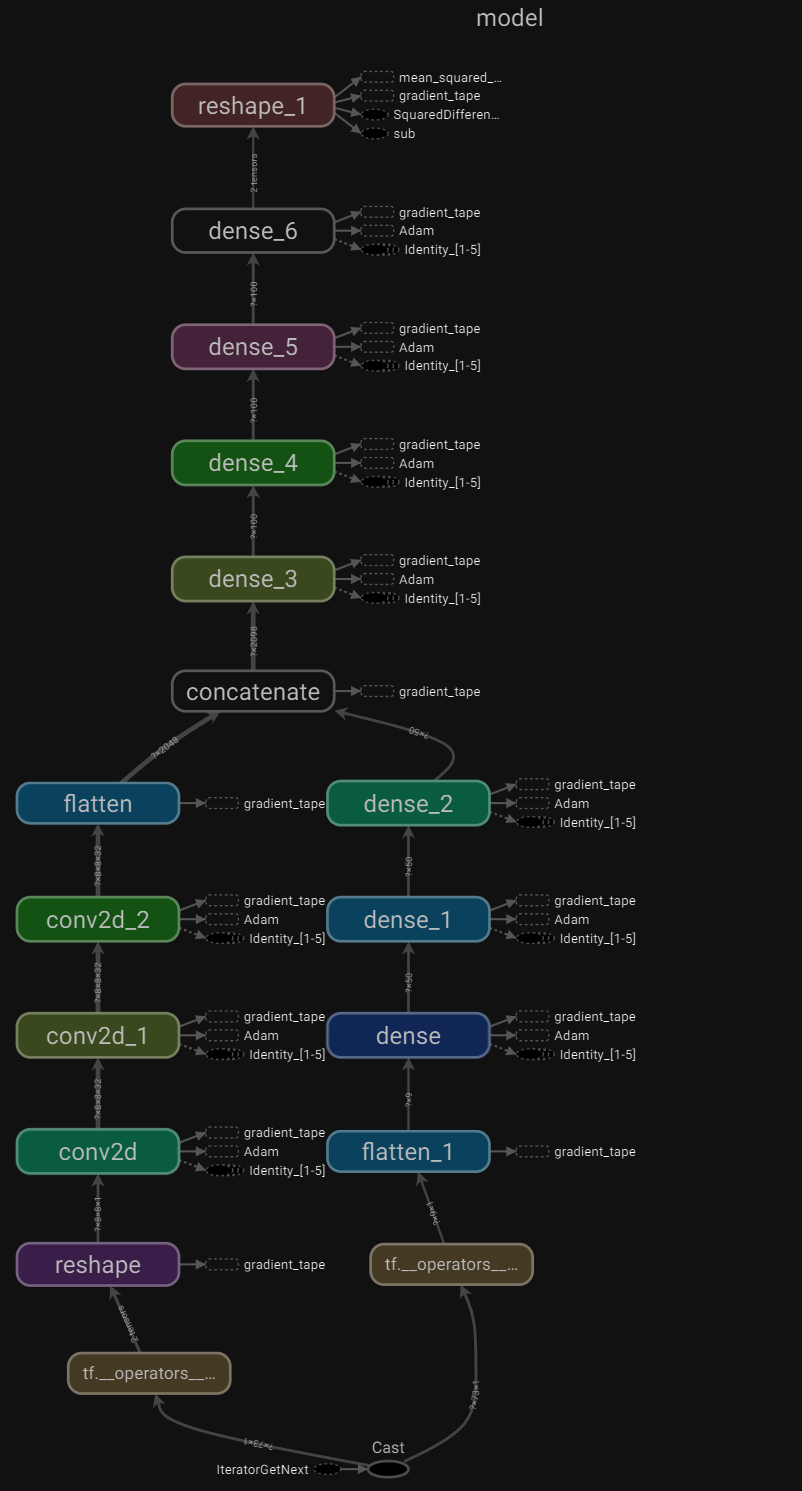 model
reshape_1
mean_squared_...
gradient_tape
SquaredDifferen...
sub
2 tensors
dense_6
gradient_tape
Adam
Identity_[1-5]
?×100
dense_5
gradient_tape
Adam
Identity_[1-5]
?×100
dense_4
gradient_tape
Adam
Identity_[1-5]
?×100
dense_3
gradient_tape
Adam
Identity_[1-5]
?×2098
concatenate
gradient_tape
?×2048
?×50
flatten
gradient_tape
dense_2
gradient_tape
Adam
Identity_[1-5]
?×8×8×32
?×50
conv2d_2
gradient_tape
Adam
Identity_[1-5]
dense_1
gradient_tape
Adam
Identity_[1-5]
?×8×8×32
?×50
conv2d_1
gradient_tape
Adam
Identity_[1-5]
dense
gradient_tape
Adam
Identity_[1-5]
?×8×8×32
?×9
conv2d
gradient_tape
Adam
Identity_[1-5]
flatten_1
gradient_tape
?×8×8×1
?×9×1
reshape
gradient_tape
tf.__operators__...
2 tensors
tf.__operators__...
?×73×1
?×73×1
Cast
IteratorGetNext